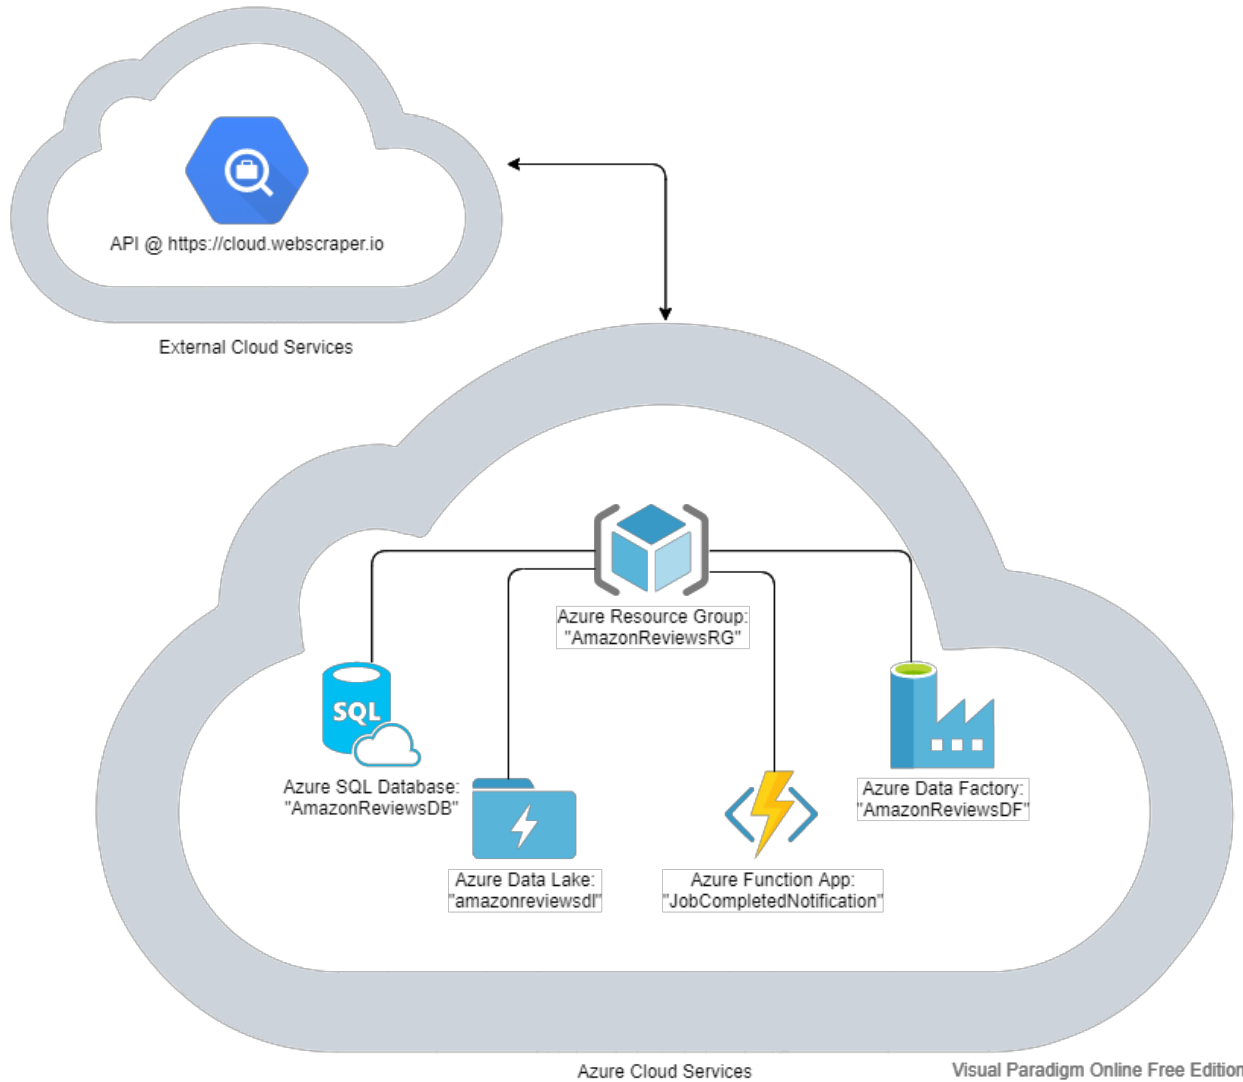 API @ https://cloud.webscraper.io
External Cloud Services
Azure Resource Group:
"AmazonReviewsRG"
SQL
Azure SQL Database:
"AmazonReviewsDB"
Azure Data Factory:
"AmazonReviewsDF"
Azure Data Lake:
"amazonreviewsdl"
Azure Function App:
"JobCompletedNotification"
Azure Cloud Services
Visual Paradigm Online Free Edition